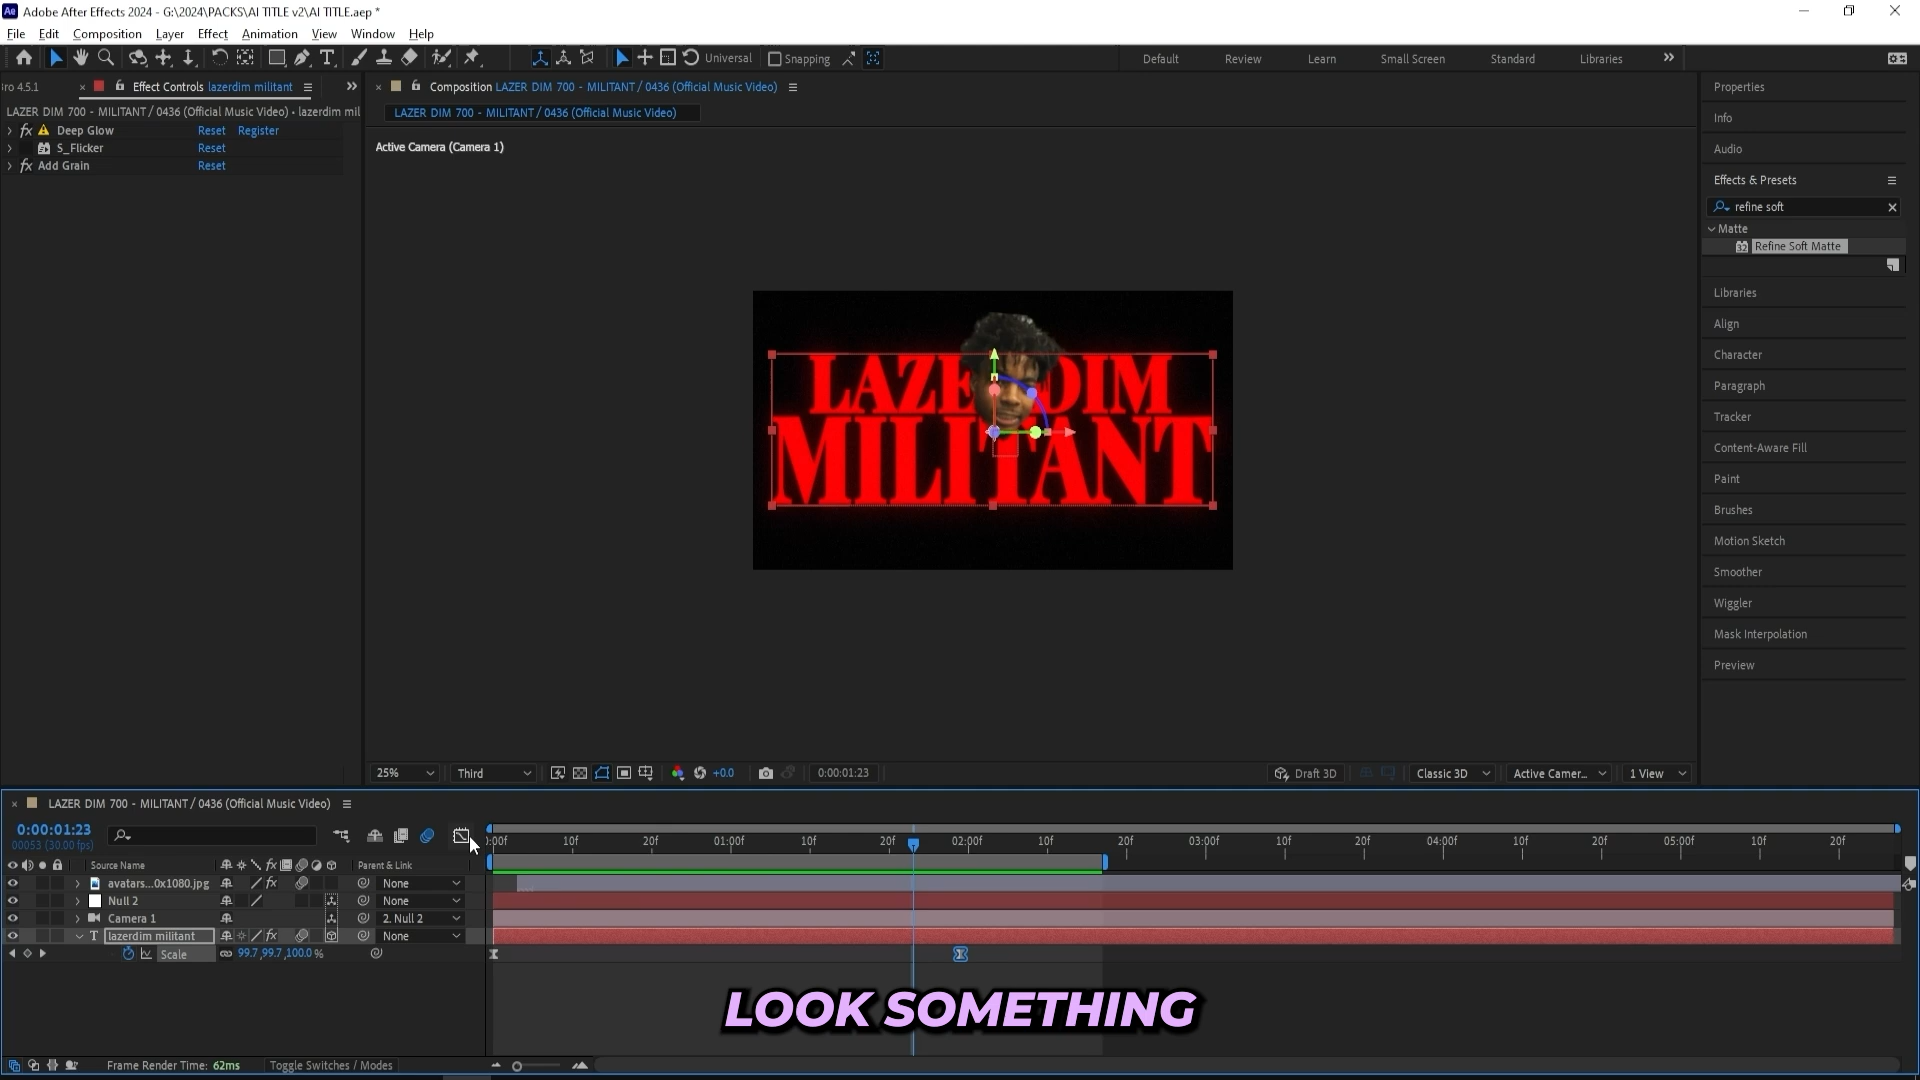 Ae Adobe After Effects 2024 - G:\2024\PACKS\AI TITLE v2\AI TITLE.aep *
File Edit Composition Layer Effect Animation View Window Help
Universal Snapping Default Review Learn Small Screen Standard Libraries
ro 4.5.1 Effect Controls lazerdim militant
LAZER DIM 700 - MILITANT / 0436 (Official Music Video) • lazerdim mil
fx Deep Glow Reset Register
S_Flicker Reset
fx Add Grain Reset
Composition LAZER DIM 700 - MILITANT / 0436 (Official Music Video)
LAZER DIM 700 - MILITANT / 0436 (Official Music Video)
Active Camera (Camera 1)
LAZE DIM
MILITANT
25% Third +0.0 0:00:01:23 Draft 3D Classic 3D Active Camer... 1 View
Properties
Info
Audio
Effects & Presets
refine soft
Matte
32 Refine Soft Matte
Libraries
Align
Character
Paragraph
Tracker
Content-Aware Fill
Paint
Brushes
Motion Sketch
Smoother
Wiggler
Mask Interpolation
Preview
LAZER DIM 700 - MILITANT / 0436 (Official Music Video)
0:00:01:23
00053 (30.00 fps)
:00f 10f 20f 01:00f 10f 20f 02:00f 10f 20f 03:00f 10f 20f 04:00f 10f 20f 05:00f 10f 20f
Source Name fx Parent & Link
avatars...0x1080.jpg fx None
Null 2 None
Camera 1 2. Null 2
T lazerdim militant fx None
Scale 99.7,99.7,100.0 %
LOOK SOMETHING
Frame Render Time: 62ms Toggle Switches / Modes